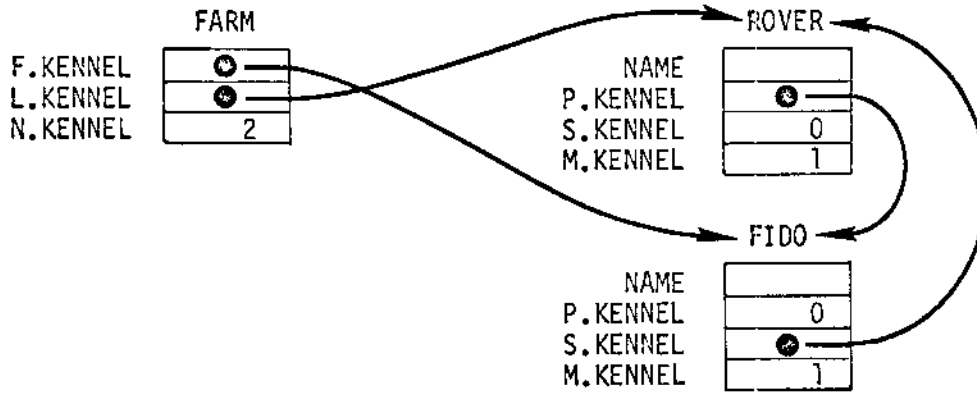 FARM
F.KENNEL
L.KENNEL
N.KENNEL 2
ROVER
NAME
P.KENNEL
S.KENNEL 0
M.KENNEL 1
FIDO
NAME
P.KENNEL 0
S.KENNEL
M.KENNEL 1